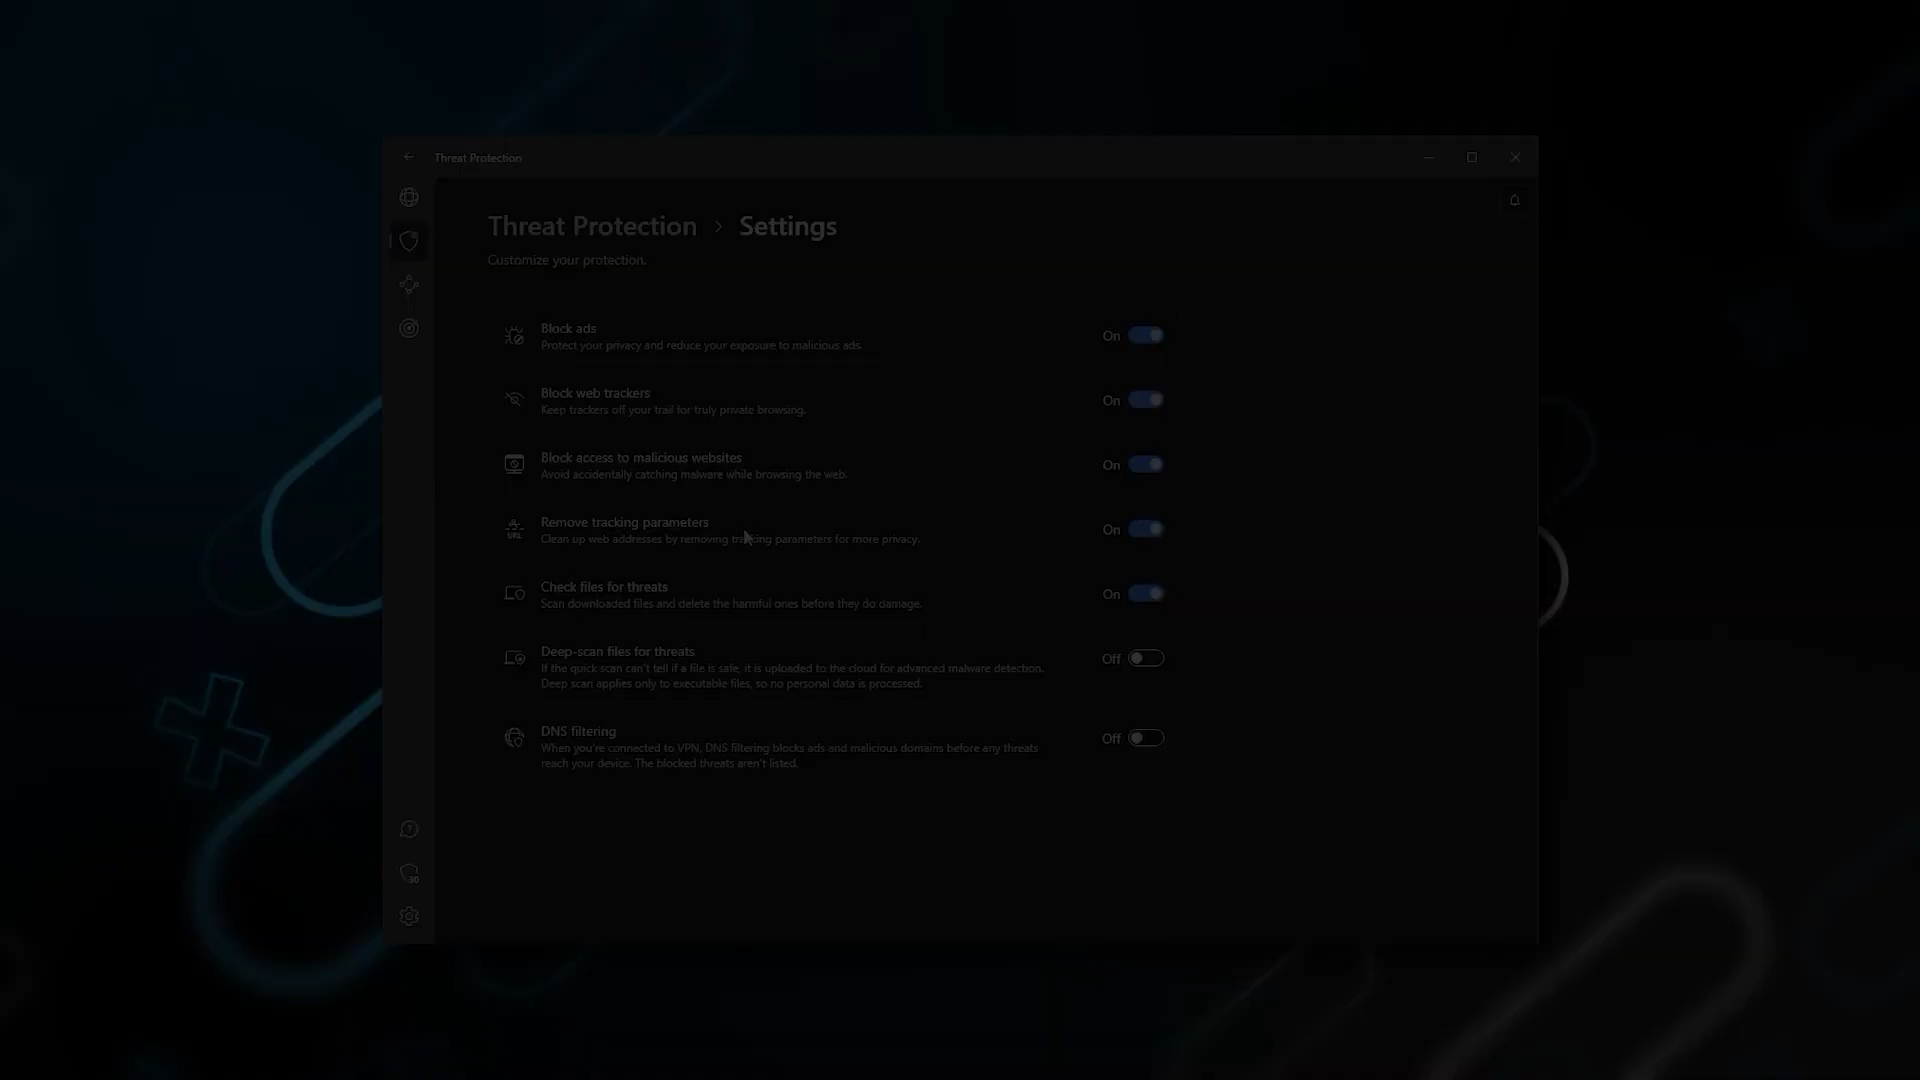 Threat Protection
Threat Protection > Settings
Customize your protection.
Block ads
Protect your privacy and reduce your exposure to malicious ads.
On
Block web trackers
Keep trackers off your trail for truly private browsing.
On
Block access to malicious websites
Avoid accidentally catching malware while browsing the web.
On
URL
Remove tracking parameters
Clean up web addresses by removing tracking parameters for more privacy.
On
Check files for threats
Scan downloaded files and delete the harmful ones before they do damage.
On
Deep-scan files for threats
If the quick scan can't tell if a file is safe, it is uploaded to the cloud for advanced malware detection.
Deep scan applies only to executable files, so no personal data is processed.
Off
DNS filtering
When you're connected to VPN, DNS filtering blocks ads and malicious domains before any threats
reach your device. The blocked threats aren't listed.
Off
30